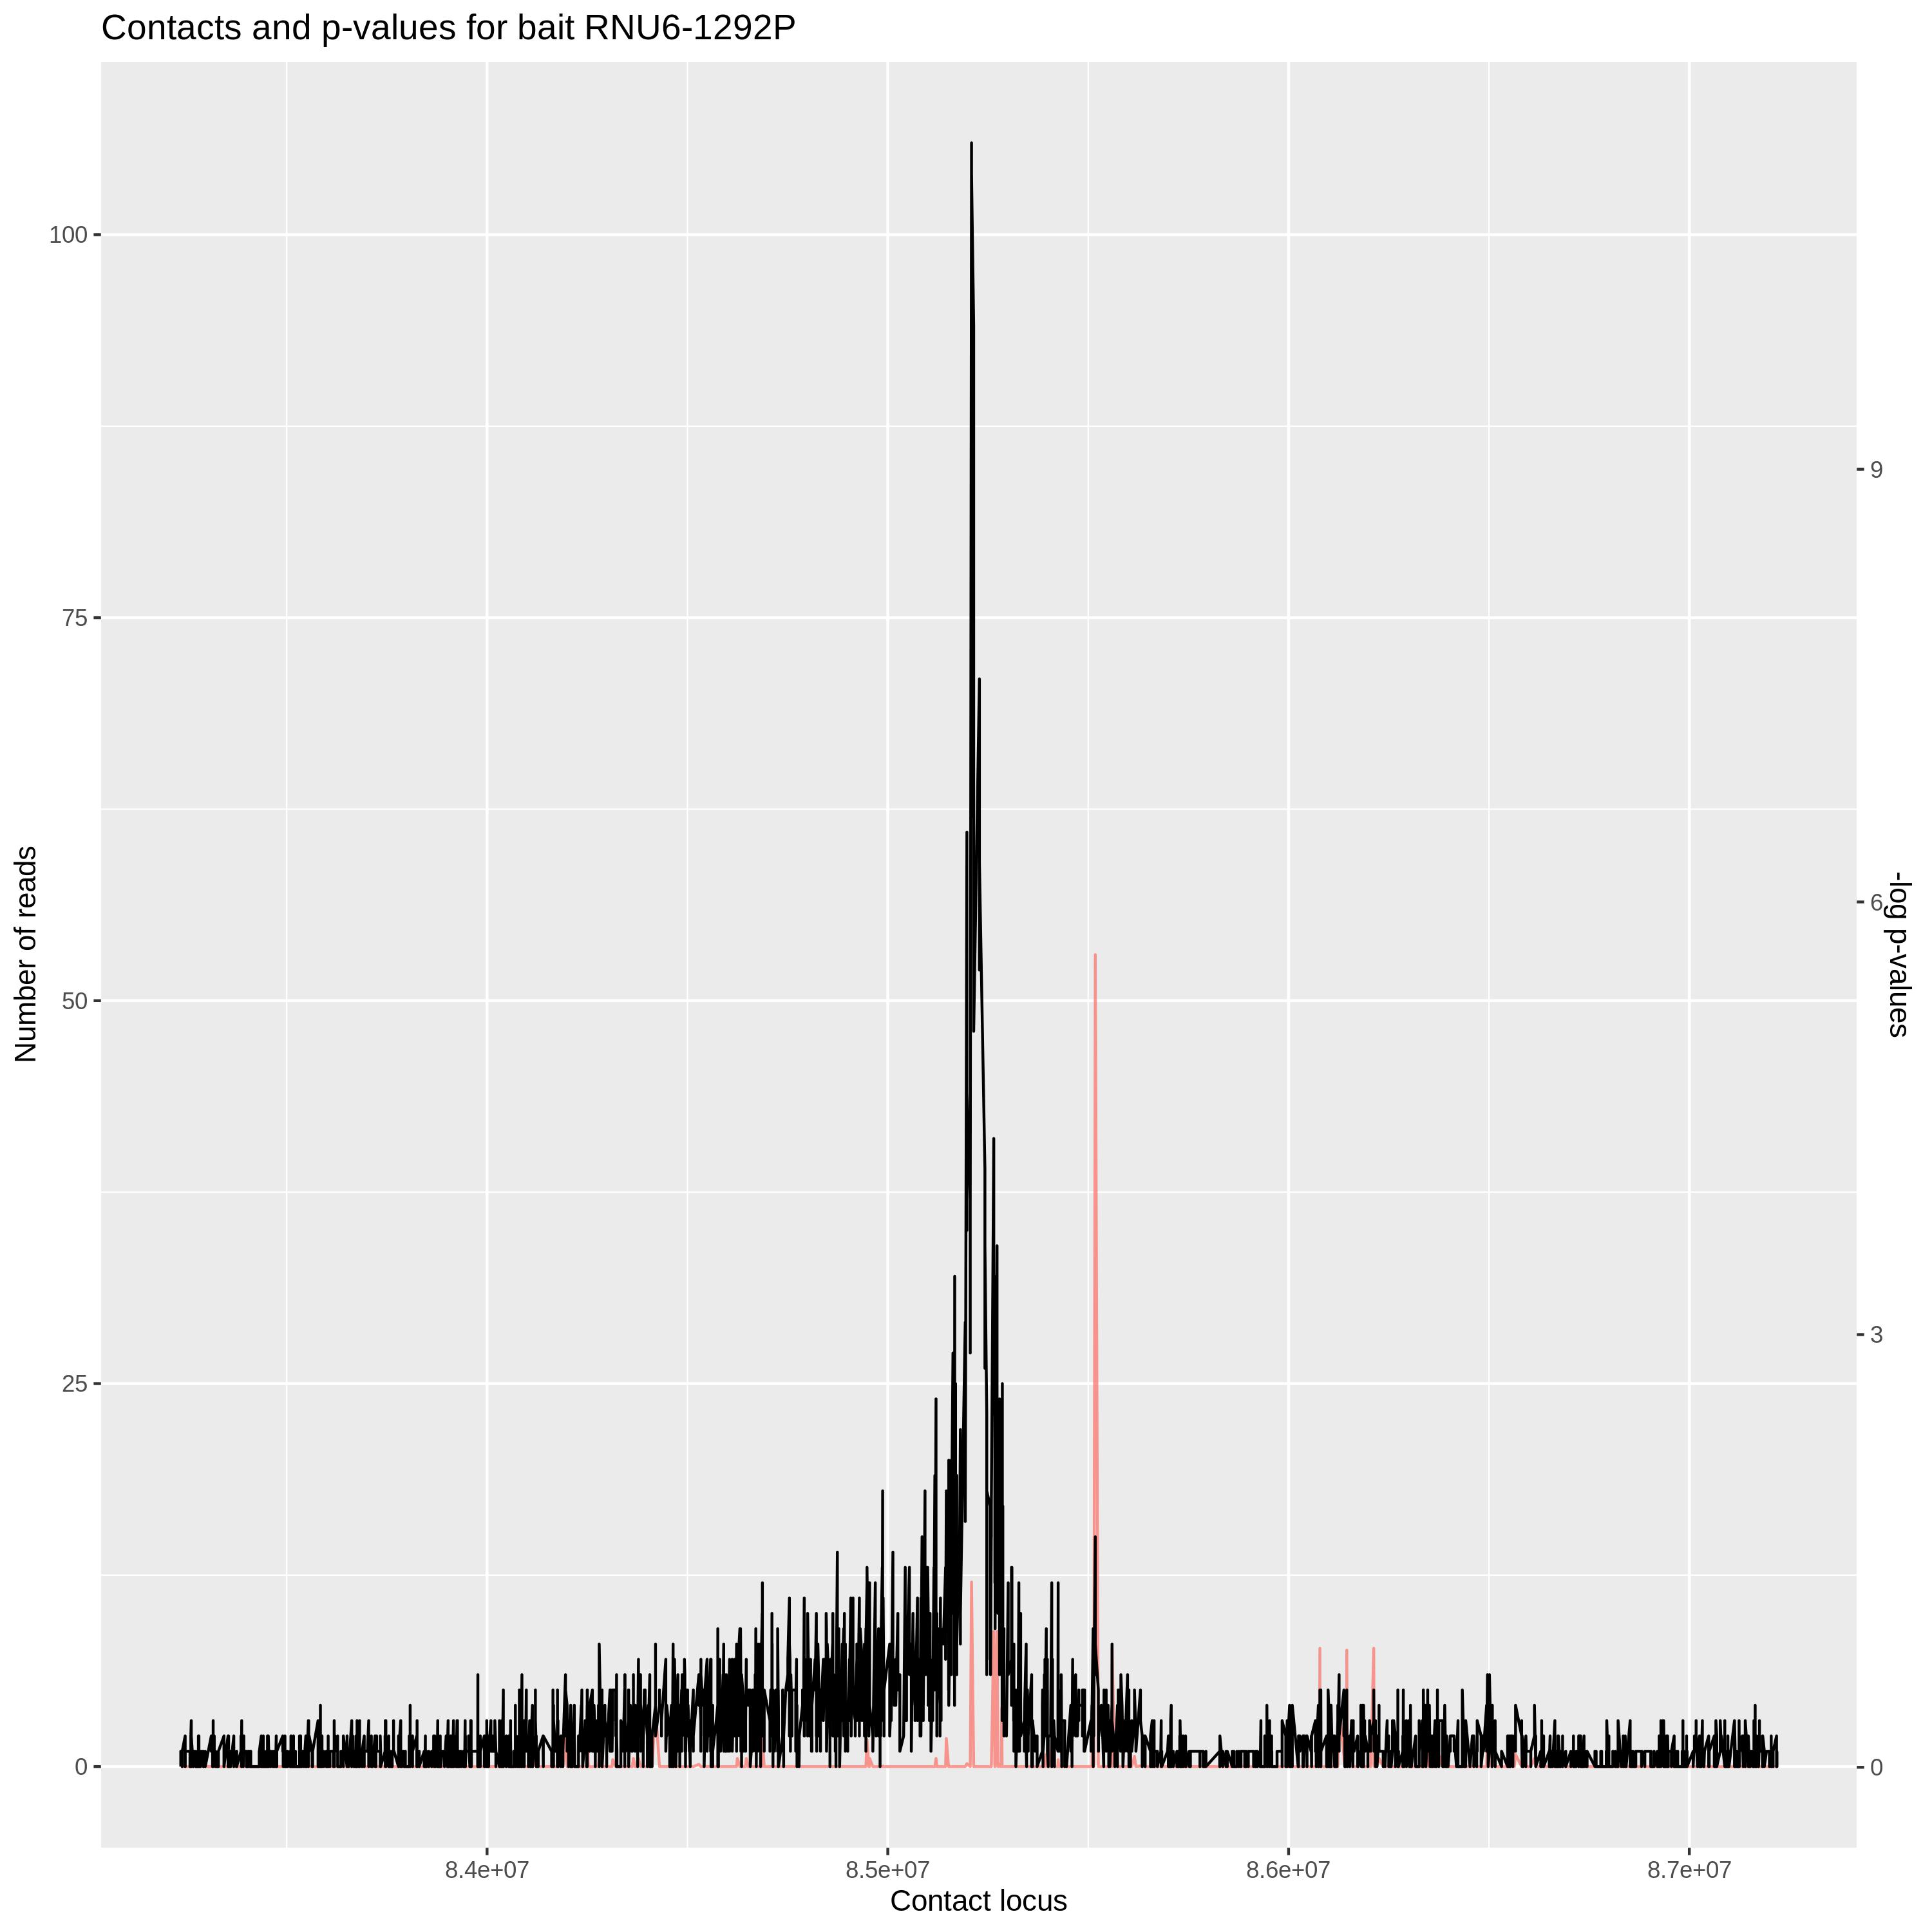 Contacts and p-values for bait RNU6-1292P
100
75
50
25
0
Number of reads
9
6
3
0
-log p-values
8.4e+07 8.5e+07 8.6e+07 8.7e+07
Contact locus